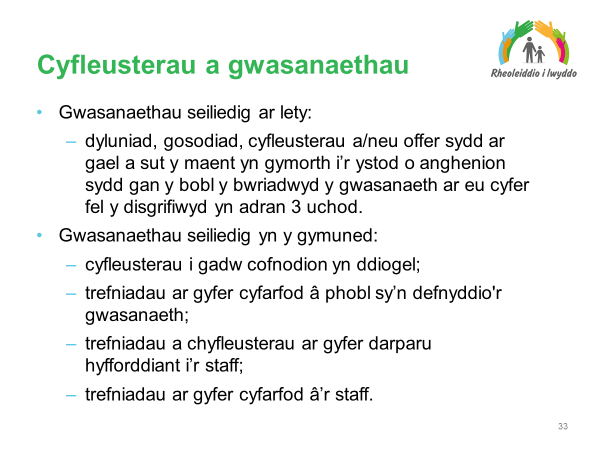 Cyfleusterau a gwasanaethau
Rheoleiddio i lwyddo
• Gwasanaethau seiliedig ar lety:
– dyluniad, gosodiad, cyfleusterau a/neu offer sydd ar
gael a sut y maent yn gymorth i’r ystod o anghenion
sydd gan y bobl y bwriadwyd y gwasanaeth ar eu cyfer
fel y disgrifiwyd yn adran 3 uchod.
• Gwasanaethau seiliedig yn y gymuned:
– cyfleusterau i gadw cofnodion yn ddiogel;
– trefniadau ar gyfer cyfarfod â phobl sy’n defnyddio'r
gwasanaeth;
– trefniadau a chyfleusterau ar gyfer darparu
hyfforddiant i’r staff;
– trefniadau ar gyfer cyfarfod â’r staff.
33